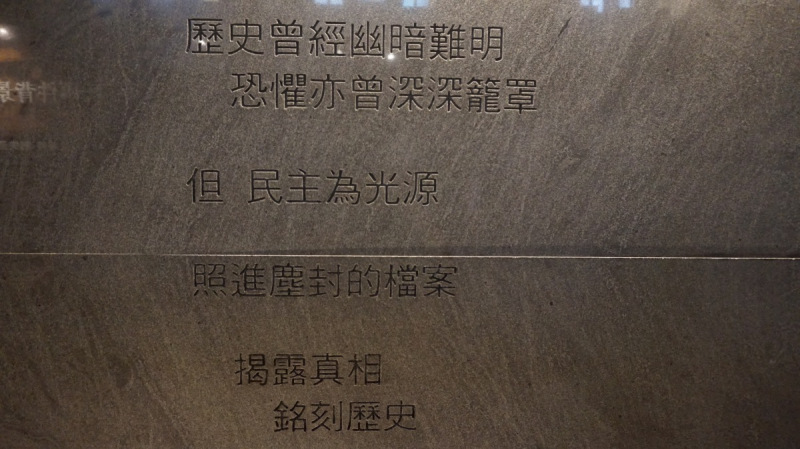 歷史曾經幽暗難明
恐懼亦曾深深籠罩
但 民主為光源
照進塵封的檔案
揭露真相
銘刻歷史